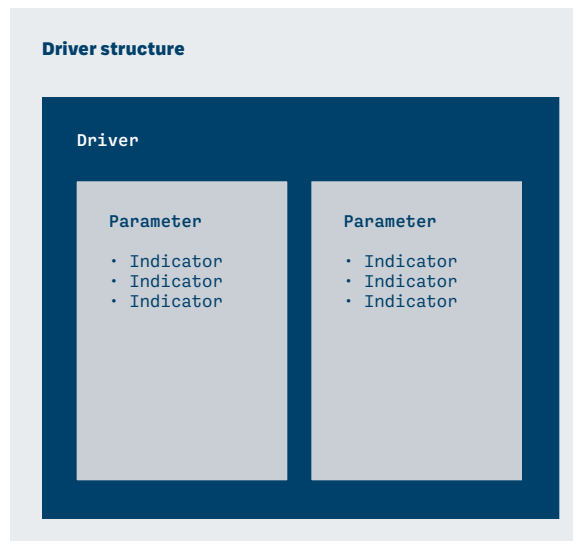 Driver structure
Driver
Parameter
• Indicator
• Indicator
• Indicator
Parameter
• Indicator
• Indicator
• Indicator